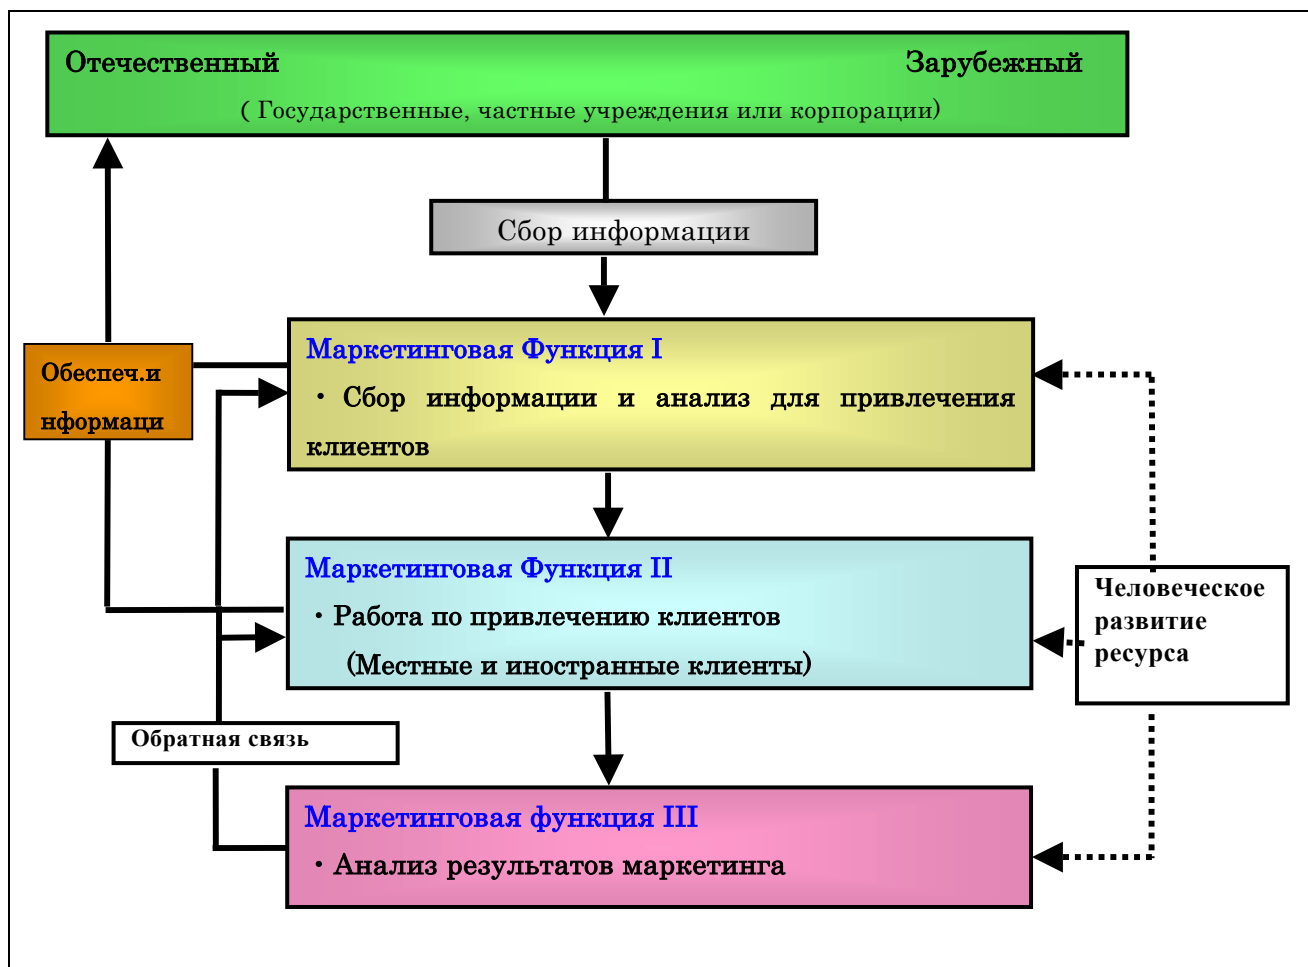 Отечественный Зарубежный
( Государственные, частные учреждения или корпорации)
Сбор информации
Маркетинговая Функция I
・ Сбор информации и анализ для привлечения
клиентов
Обеспеч.и
нформаци
Маркетинговая Функция II
・Работа по привлечению клиентов
(Местные и иностранные клиенты)
Человеческое
развитие
ресурса
Обратная связь
Маркетинговая функция III
・Анализ результатов маркетинга